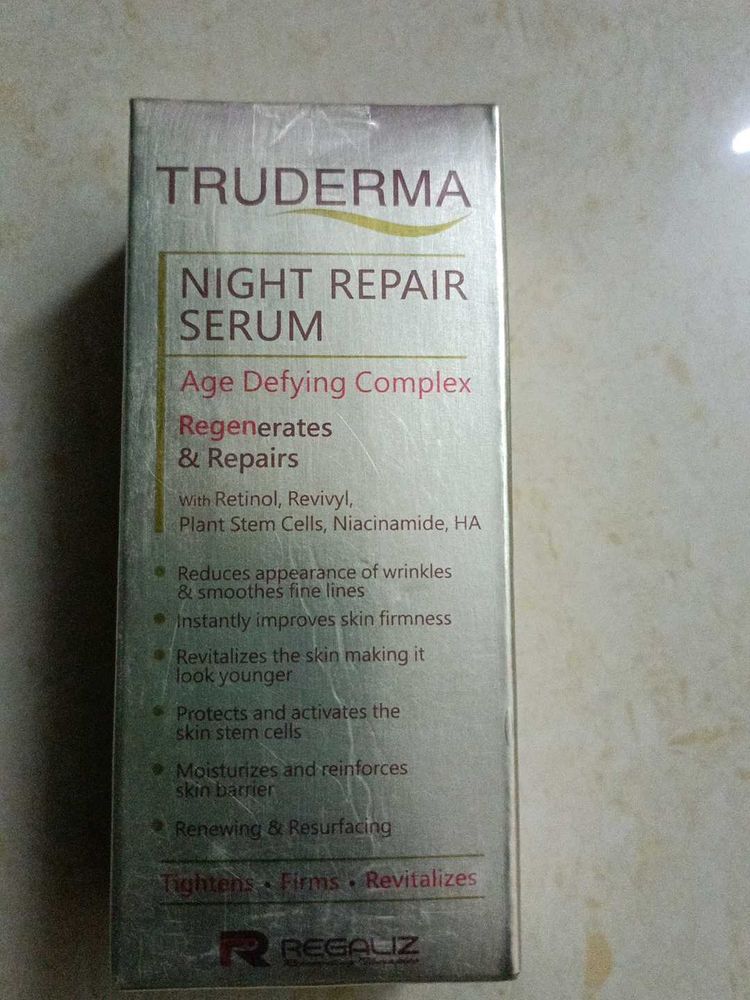 TRUDERMA
NIGHT REPAIR
SERUM
Age Defying Complex
Regenerates
& Repairs
With Retinol, Revivyl,
Plant Stem Cells, Niacinamide, HA
• Reduces appearance of wrinkles
& smoothes fine lines
• Instantly improves skin firmness
• Revitalizes the skin making it
look younger
• Protects and activates the
skin stem cells
• Moisturizes and reinforces
skin barrier
• Renewing & Resurfacing
Tightens • Firms • Revitalizes
REGALIZ